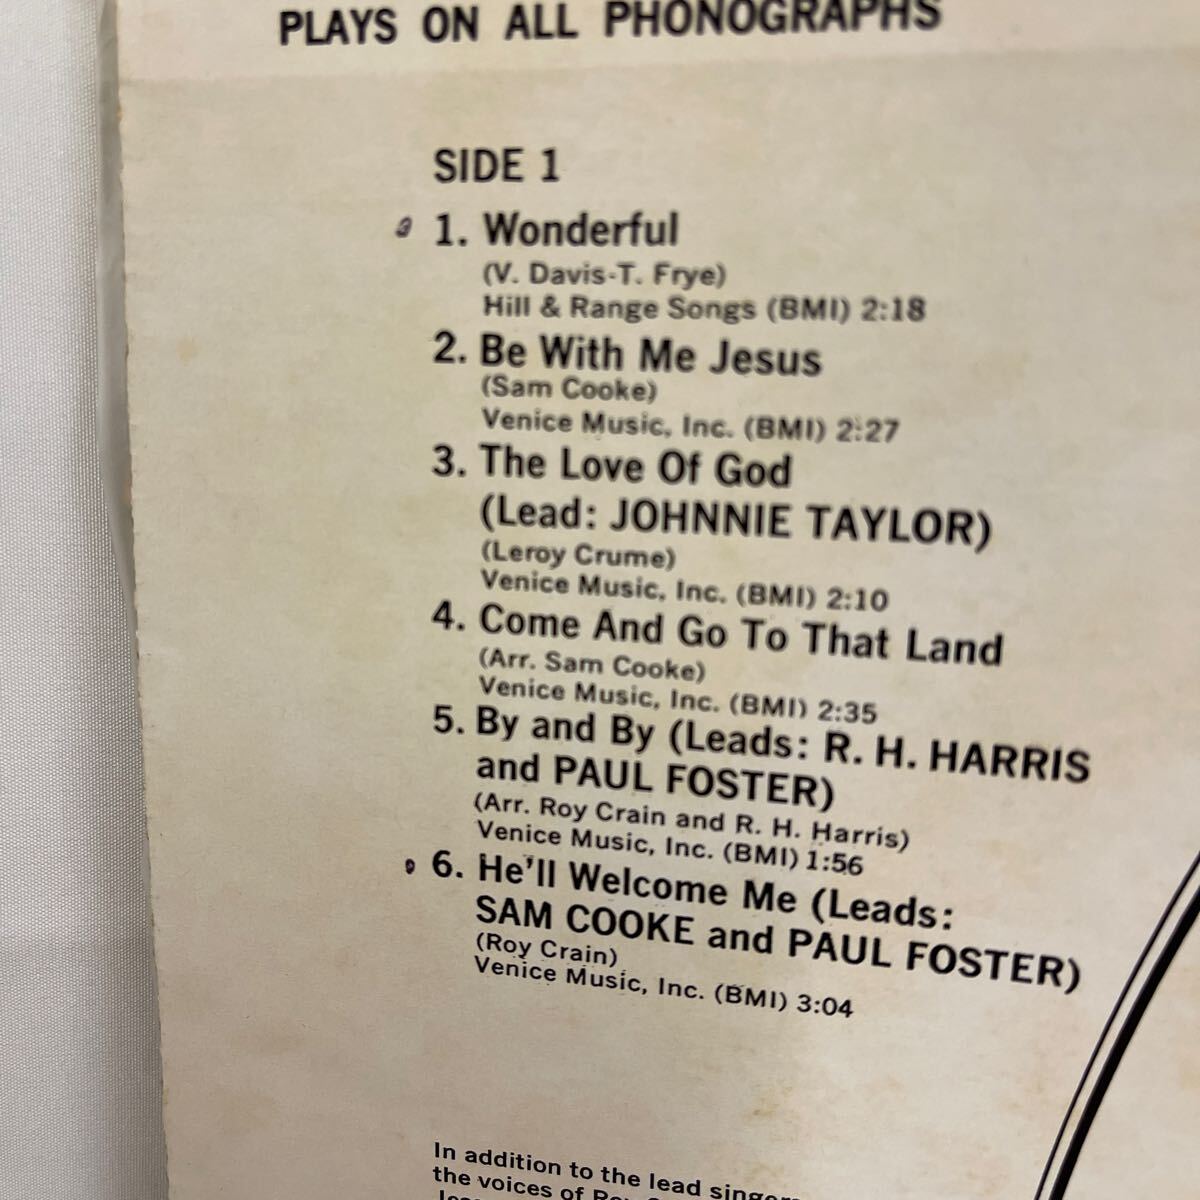 PLAYS ON ALL PHONOGRAPHS
SIDE 1
1. Wonderful
(V. Davis-T. Frye)
Hill & Range Songs (BMI) 2:18
2. Be With Me Jesus
(Sam Cooke)
Venice Music, Inc. (BMI) 2:27
3. The Love Of God
(Lead: JOHNNIE TAYLOR)
(Leroy Crume)
Venice Music, Inc. (BMI) 2:10
4. Come And Go To That Land
(Arr. Sam Cooke)
Venice Music, Inc. (BMI) 2:35
5. By and By (Leads: R. H. HARRIS
and PAUL FOSTER)
(Arr. Roy Crain and R. H. Harris)
Venice Music, Inc. (BMI) 1:56
6. He'll Welcome Me (Leads:
SAM COOKE and PAUL FOSTER)
(Roy Crain)
Venice Music, Inc. (BMI) 3:04
In addition to the lead singers
the voices of